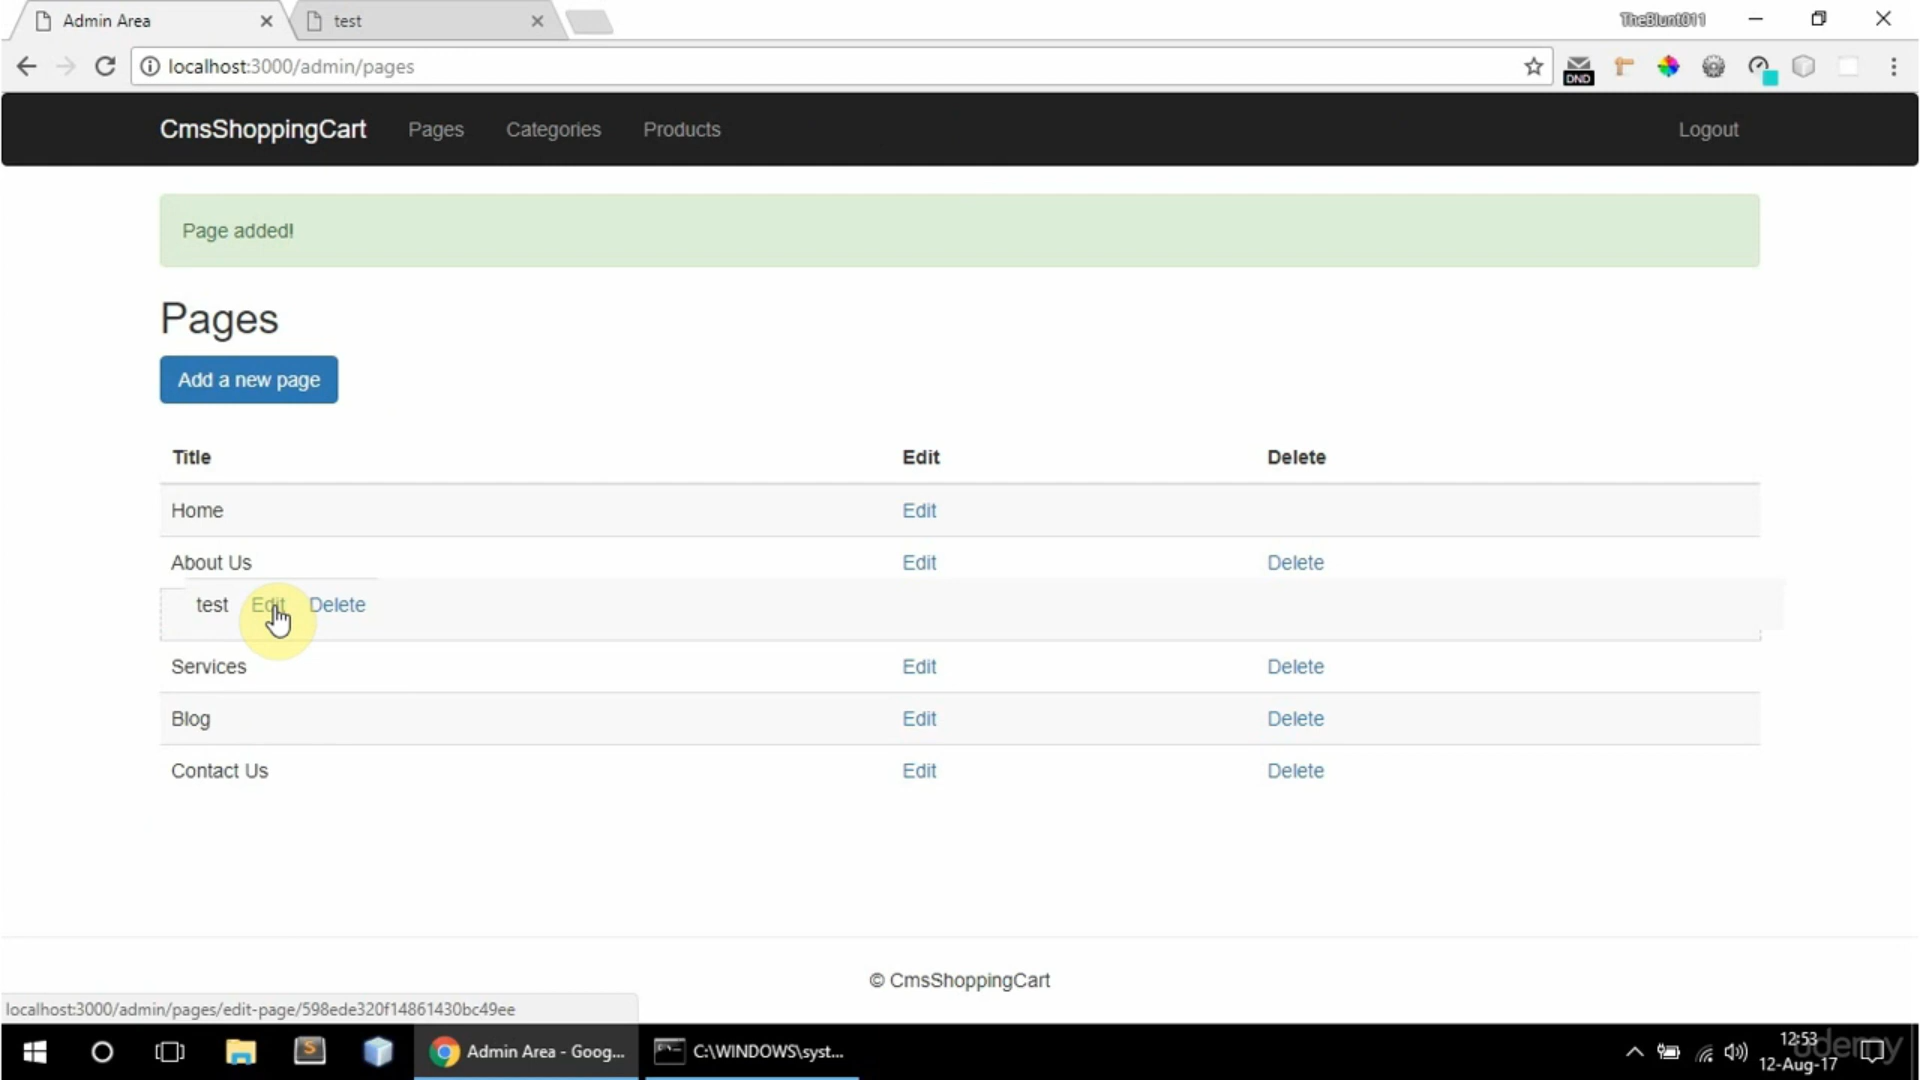 Admin Area
test
TheBlunt011
localhost:3000/admin/pages
DND
CmsShoppingCart Pages Categories Products Logout
Page added!
Pages
Add a new page
Title Edit Delete
Home Edit
About Us Edit Delete
test Edit Delete
Services Edit Delete
Blog Edit Delete
Contact Us Edit Delete
© CmsShoppingCart
localhost:3000/admin/pages/edit-page/598ede320f14861430bc49ee
Admin Area - Goog...
C:\WINDOWS\syst...
12:53
12-Aug-17
udemy